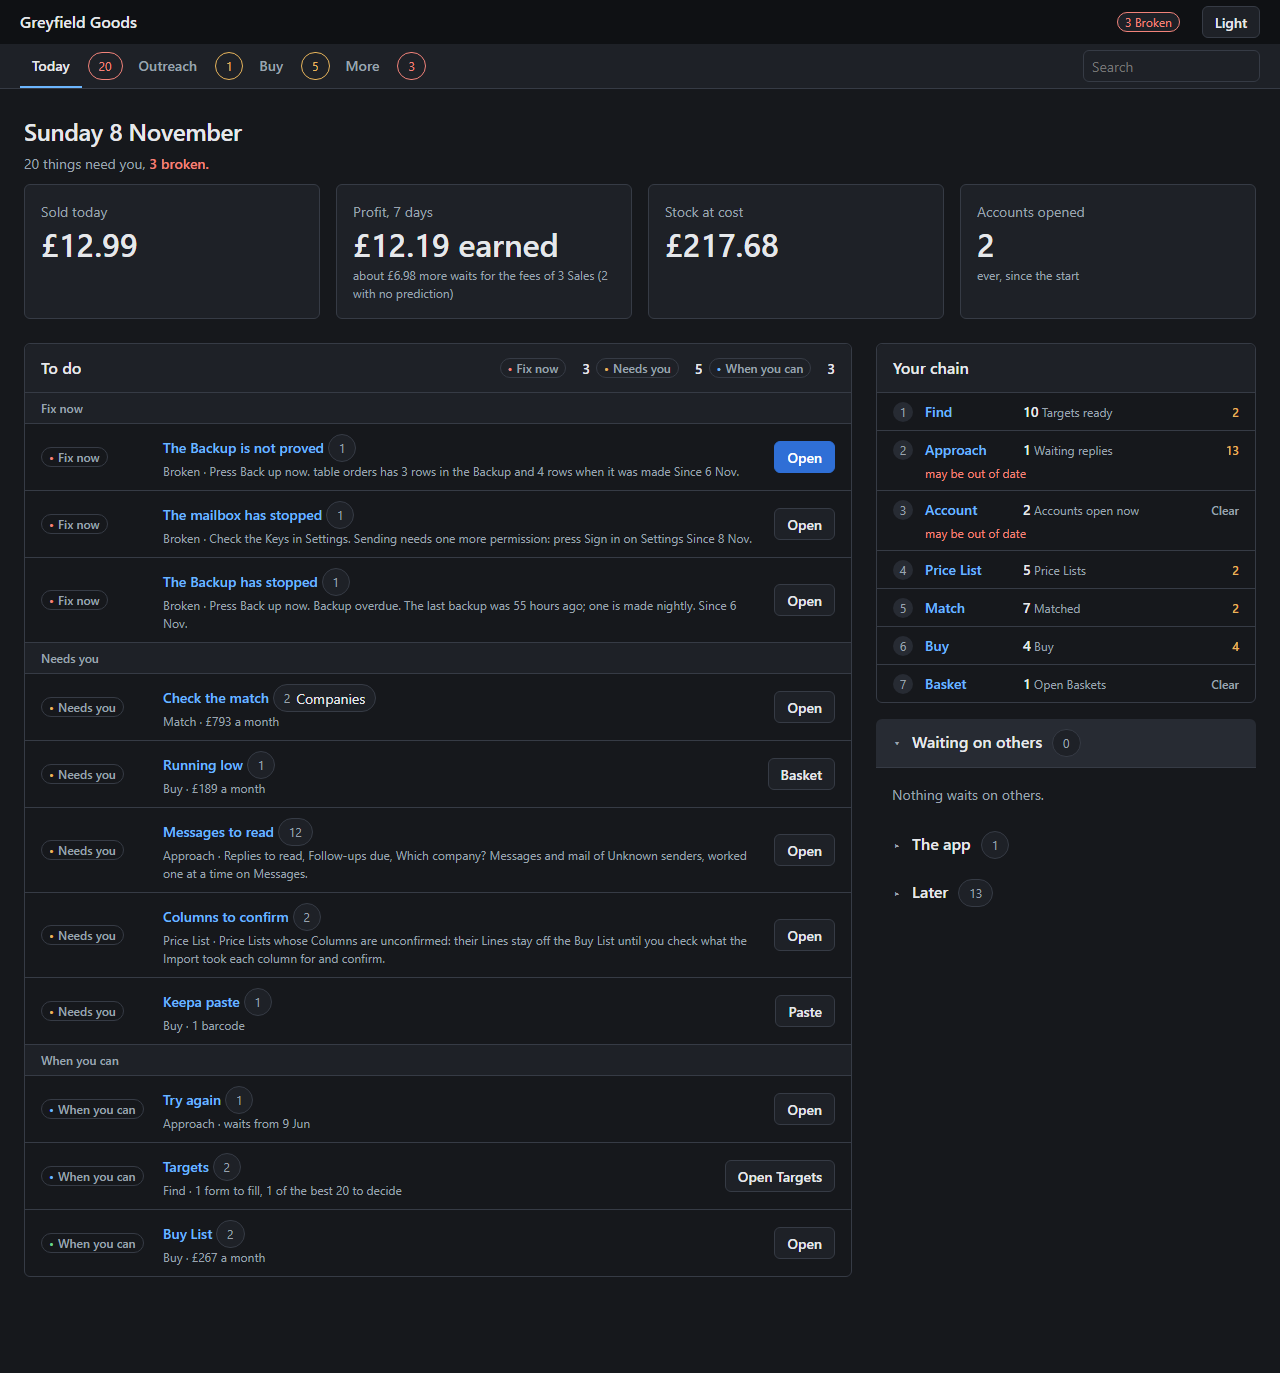 Greyfield Goods
3 Broken
Light
Today 20 Outreach 1 Buy 5 More 3
Search
Sunday 8 November
20 things need you, 3 broken.
Sold today
£12.99
Profit, 7 days
£12.19 earned
about £6.98 more waits for the fees of 3 Sales (2
with no prediction)
Stock at cost
£217.68
Accounts opened
2
ever, since the start
To do
• Fix now 3 • Needs you 5 • When you can 3
Fix now
• Fix now
The Backup is not proved 1
Broken · Press Back up now. table orders has 3 rows in the Backup and 4 rows when it was made Since 6 Nov.
Open
• Fix now
The mailbox has stopped 1
Broken · Check the Keys in Settings. Sending needs one more permission: press Sign in on Settings Since 8 Nov.
Open
• Fix now
The Backup has stopped 1
Broken · Press Back up now. Backup overdue. The last backup was 55 hours ago; one is made nightly. Since 6
Nov.
Open
Needs you
• Needs you
Check the match 2 Companies
Match · £793 a month
Open
• Needs you
Running low 1
Buy · £189 a month
Basket
• Needs you
Messages to read 12
Approach · Replies to read, Follow-ups due, Which company? Messages and mail of Unknown senders, worked
one at a time on Messages.
Open
• Needs you
Columns to confirm 2
Price List · Price Lists whose Columns are unconfirmed: their Lines stay off the Buy List until you check what the
Import took each column for and confirm.
Open
• Needs you
Keepa paste 1
Buy · 1 barcode
Paste
When you can
• When you can
Try again 1
Approach · waits from 9 Jun
Open
• When you can
Targets 2
Find · 1 form to fill, 1 of the best 20 to decide
Open Targets
• When you can
Buy List 2
Buy · £267 a month
Open
Your chain
1 Find 10 Targets ready 2
2 Approach 1 Waiting replies 13
may be out of date
3 Account 2 Accounts open now Clear
may be out of date
4 Price List 5 Price Lists 2
5 Match 7 Matched 2
6 Buy 4 Buy 4
7 Basket 1 Open Baskets Clear
Waiting on others 0
Nothing waits on others.
The app 1
Later 13